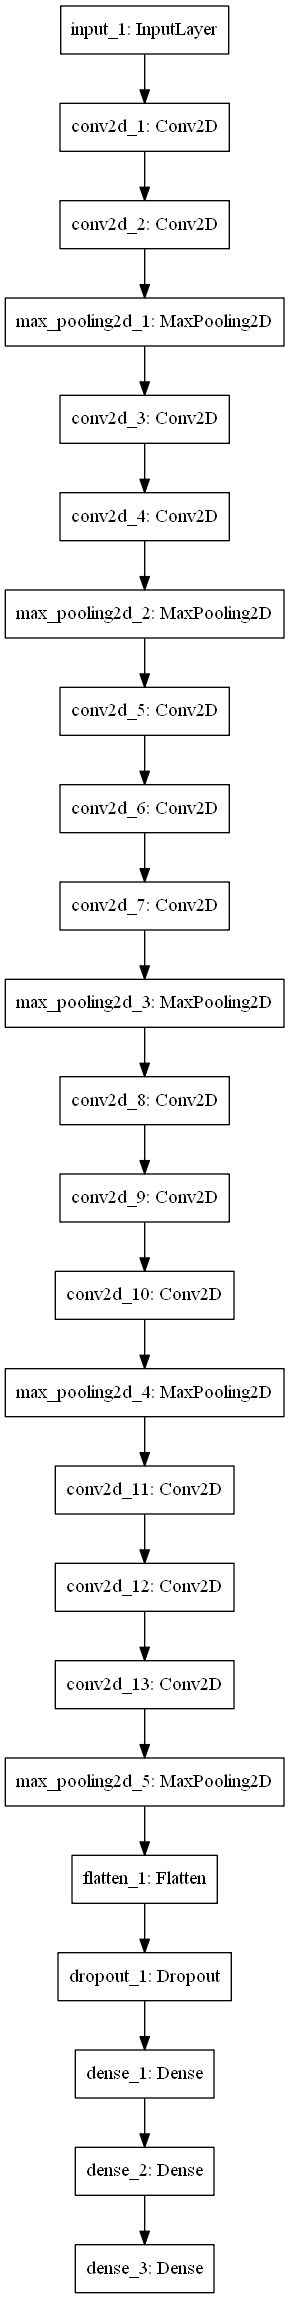 input_1: InputLayer
conv2d_1: Conv2D
conv2d_2: Conv2D
max_pooling2d_1: MaxPooling2D
conv2d_3: Conv2D
conv2d_4: Conv2D
max_pooling2d_2: MaxPooling2D
conv2d_5: Conv2D
conv2d_6: Conv2D
conv2d_7: Conv2D
max_pooling2d_3: MaxPooling2D
conv2d_8: Conv2D
conv2d_9: Conv2D
conv2d_10: Conv2D
max_pooling2d_4: MaxPooling2D
conv2d_11: Conv2D
conv2d_12: Conv2D
conv2d_13: Conv2D
max_pooling2d_5: MaxPooling2D
flatten_1: Flatten
dropout_1: Dropout
dense_1: Dense
dense_2: Dense
dense_3: Dense